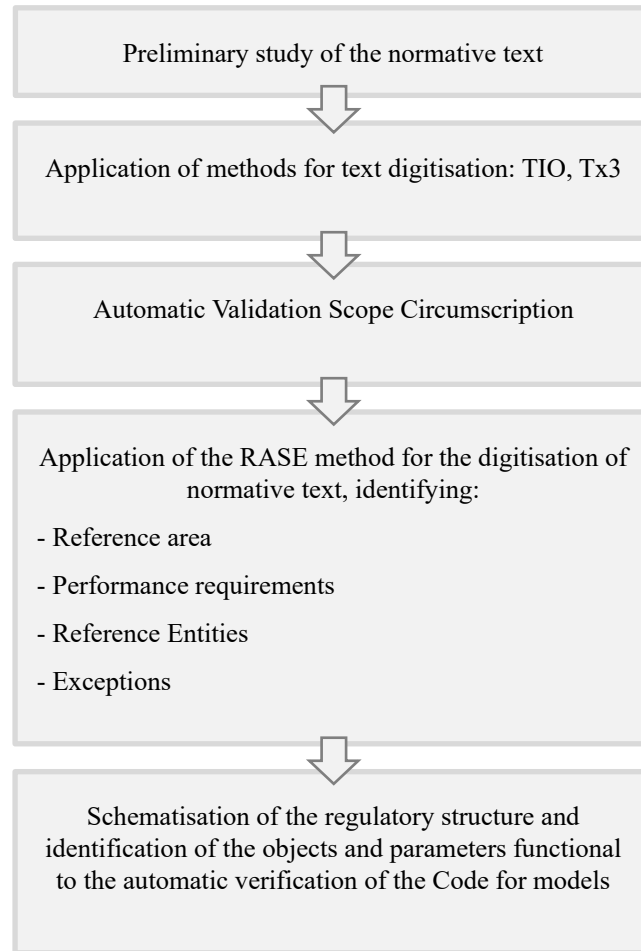 Preliminary study of the normative text
Application of methods for text digitisation: TIO, Tx3
Automatic Validation Scope Circumscription
Application of the RASE method for the digitisation of
normative text, identifying:
- Reference area
- Performance requirements
- Reference Entities
- Exceptions
Schematisation of the regulatory structure and
identification of the objects and parameters functional
to the automatic verification of the Code for models